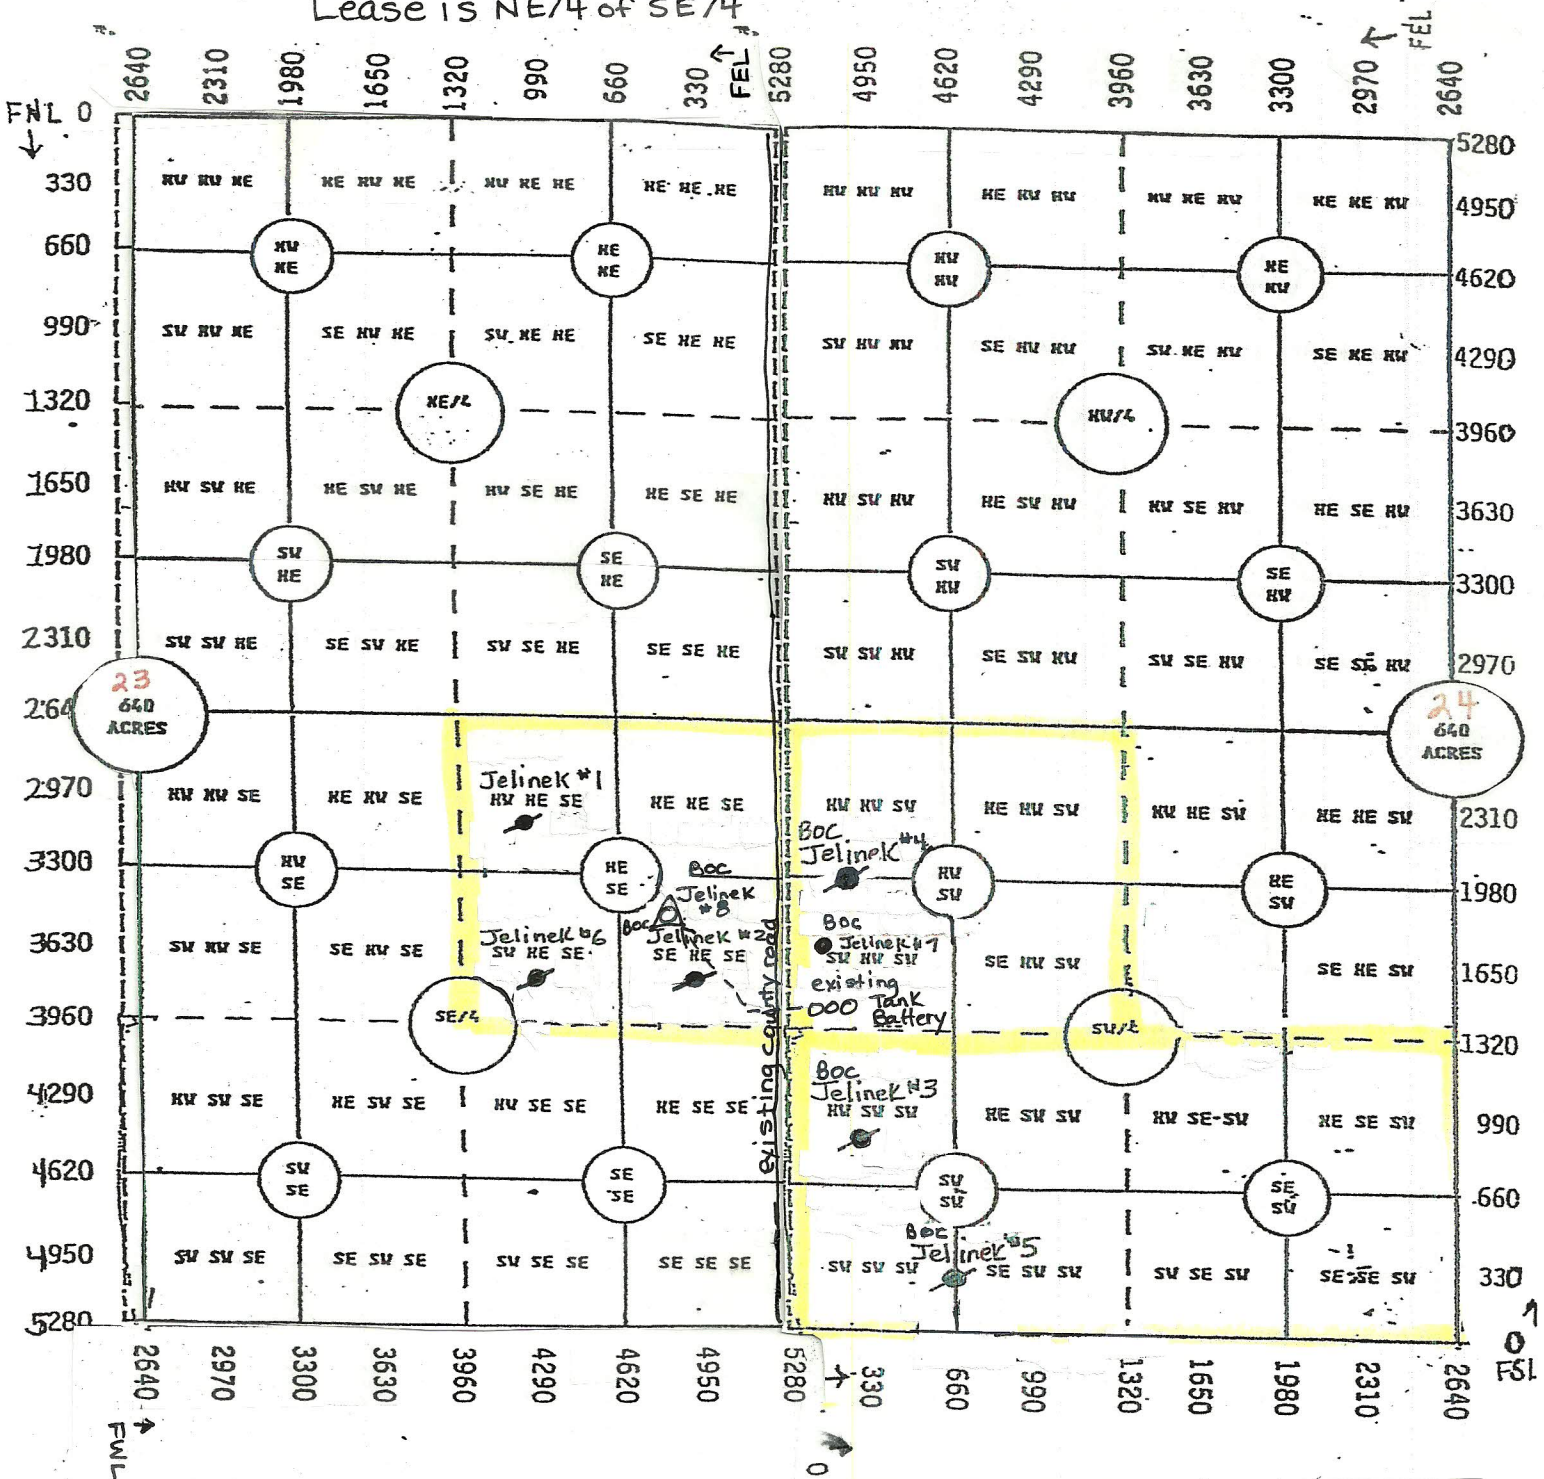 Lease is NE/4 of SE/4
2640 2310 1980 1650 1320 990 660 330 FEL 5280 4950 4620 4290 3960 3630 3300 2970 FEL 2640
FNL 0
5280
330 NW NW NE NE NW NE NW NE NE NE NE NE NW NW NW NE NW NW NW NE NW NE NE NW 4950
660 NW NE NE NE NW NW NE NW 4620
990 SW NW NE SE NW NE SW NE NE SE NE NE SW NW NW SE NW NW SW NE NW SE NE NW 4290
1320 NE/4 NW/4 3960
1650 NW SW NE NE SW NE NW SE NE NE SE NE NW SW NW NE SW NW NW SE NW NE SE NW 3630
1980 SW NE SE NE SW NW SE NW 3300
2310 SW SW NE SE SW NE SW SE NE SE SE NE SW SW NW SE SW NW SW SE NW SE SE NW 2970
264
23
640
ACRES
24
640
ACRES
Jelinek #1
2970 NW NW SE NE NW SE NW NE SE NE NE SE NW NW SW NE NW SW NW NE SW NE NE SW 2310
BOC
Jelinek #4
3300 NW SE NE SE NW SW NE SW 1980
BOC
Jelinek
#8
BOC
Jelinek #6
Jelinek #2
BOC
Jelinek #7
3630 SW NW SE SE NW SE SW NE SE SE NE SE SW NW SW SE NW SW SE NE SW 1650
existing
000 Tank
Battery
3960 SE/4 SW/4 1320
existing county road
BOC
Jelinek #3
4290 NW SW SE NE SW SE NW SE SE NE SE SE NW SW SW NE SW SW NW SE-SW NE SE SW 990
4620 SW SE SE SE SW SW SE SW 660
BOC
Jelinek #5
4950 SW SW SE SE SW SE SW SE SE SE SE SE SW SW SW SE SW SW SW SE SW SE SE SW 330
5280
0
FSL
2640 2970 3300 3630 3960 4290 4620 4950 5280 330 660 990 1320 1650 1980 2310 2640
FWL
0